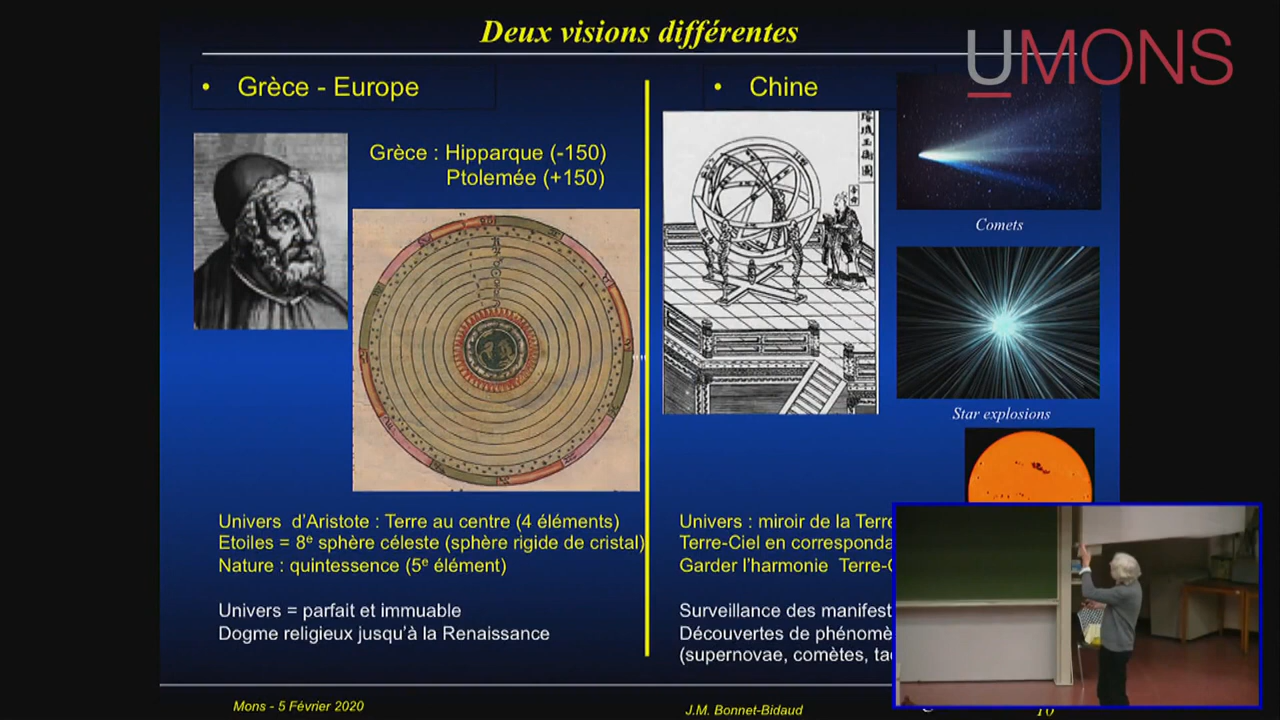 Deux visions différentes
UMONS
• Grèce - Europe
Grèce : Hipparque (-150)
Ptolemée (+150)
Univers d'Aristote : Terre au centre (4 éléments)
Etoiles = 8e sphère céleste (sphère rigide de cristal)
Nature : quintessence (5e élément)
Univers = parfait et immuable
Dogme religieux jusqu'à la Renaissance
• Chine
Comets
Star explosions
Univers : miroir de la Terre
Terre-Ciel en
Garder l'harmonie
Surveillance des
Découvertes de
(supernovae, comètes,
Mons - 5 Février 2020
J.M. Bonnet-Bidaud
10